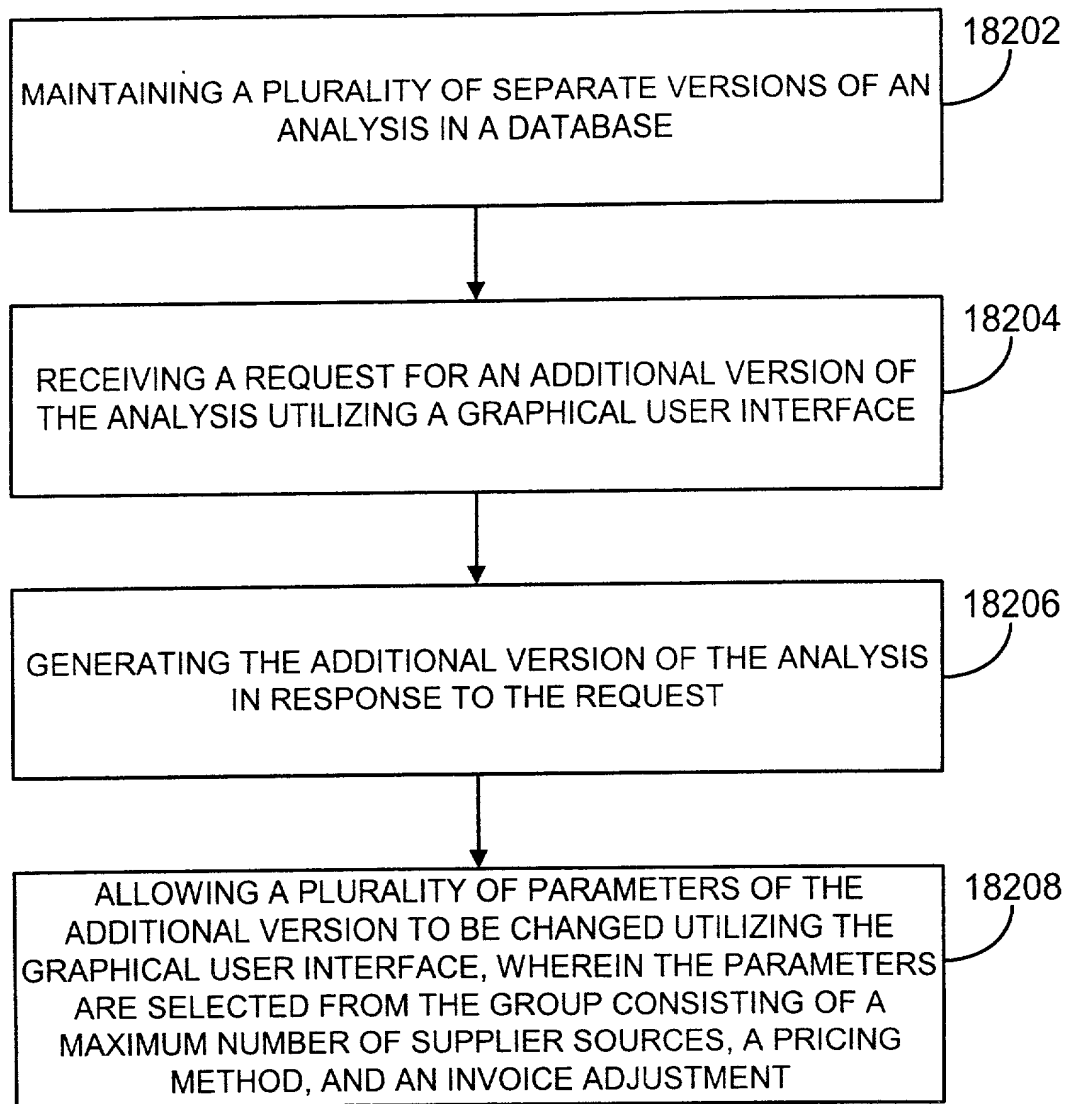 18202
MAINTAINING A PLURALITY OF SEPARATE VERSIONS OF AN
ANALYSIS IN A DATABASE
18204
RECEIVING A REQUEST FOR AN ADDITIONAL VERSION OF
THE ANALYSIS UTILIZING A GRAPHICAL USER INTERFACE
18206
GENERATING THE ADDITIONAL VERSION OF THE ANALYSIS
IN RESPONSE TO THE REQUEST
18208
ALLOWING A PLURALITY OF PARAMETERS OF THE
ADDITIONAL VERSION TO BE CHANGED UTILIZING THE
GRAPHICAL USER INTERFACE, WHEREIN THE PARAMETERS
ARE SELECTED FROM THE GROUP CONSISTING OF A
MAXIMUM NUMBER OF SUPPLIER SOURCES, A PRICING
METHOD, AND AN INVOICE ADJUSTMENT